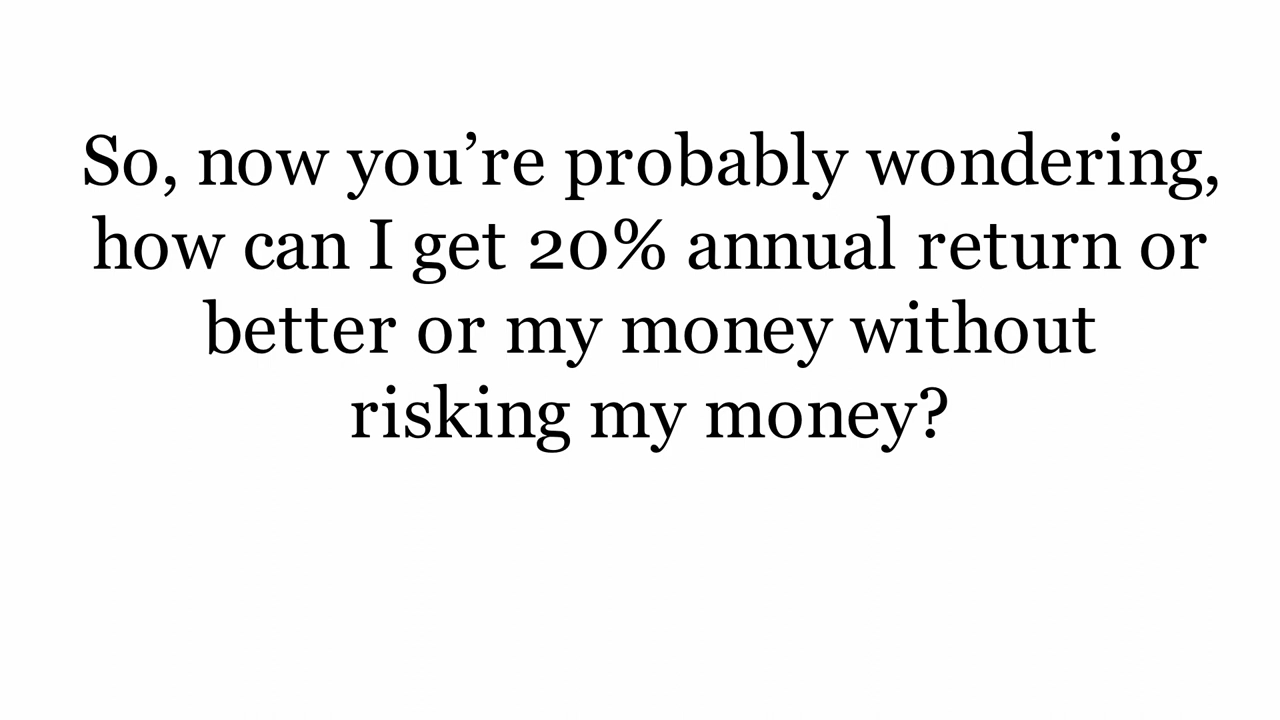 So, now you’re probably wondering,
how can I get 20% annual return or
better or my money without
risking my money?